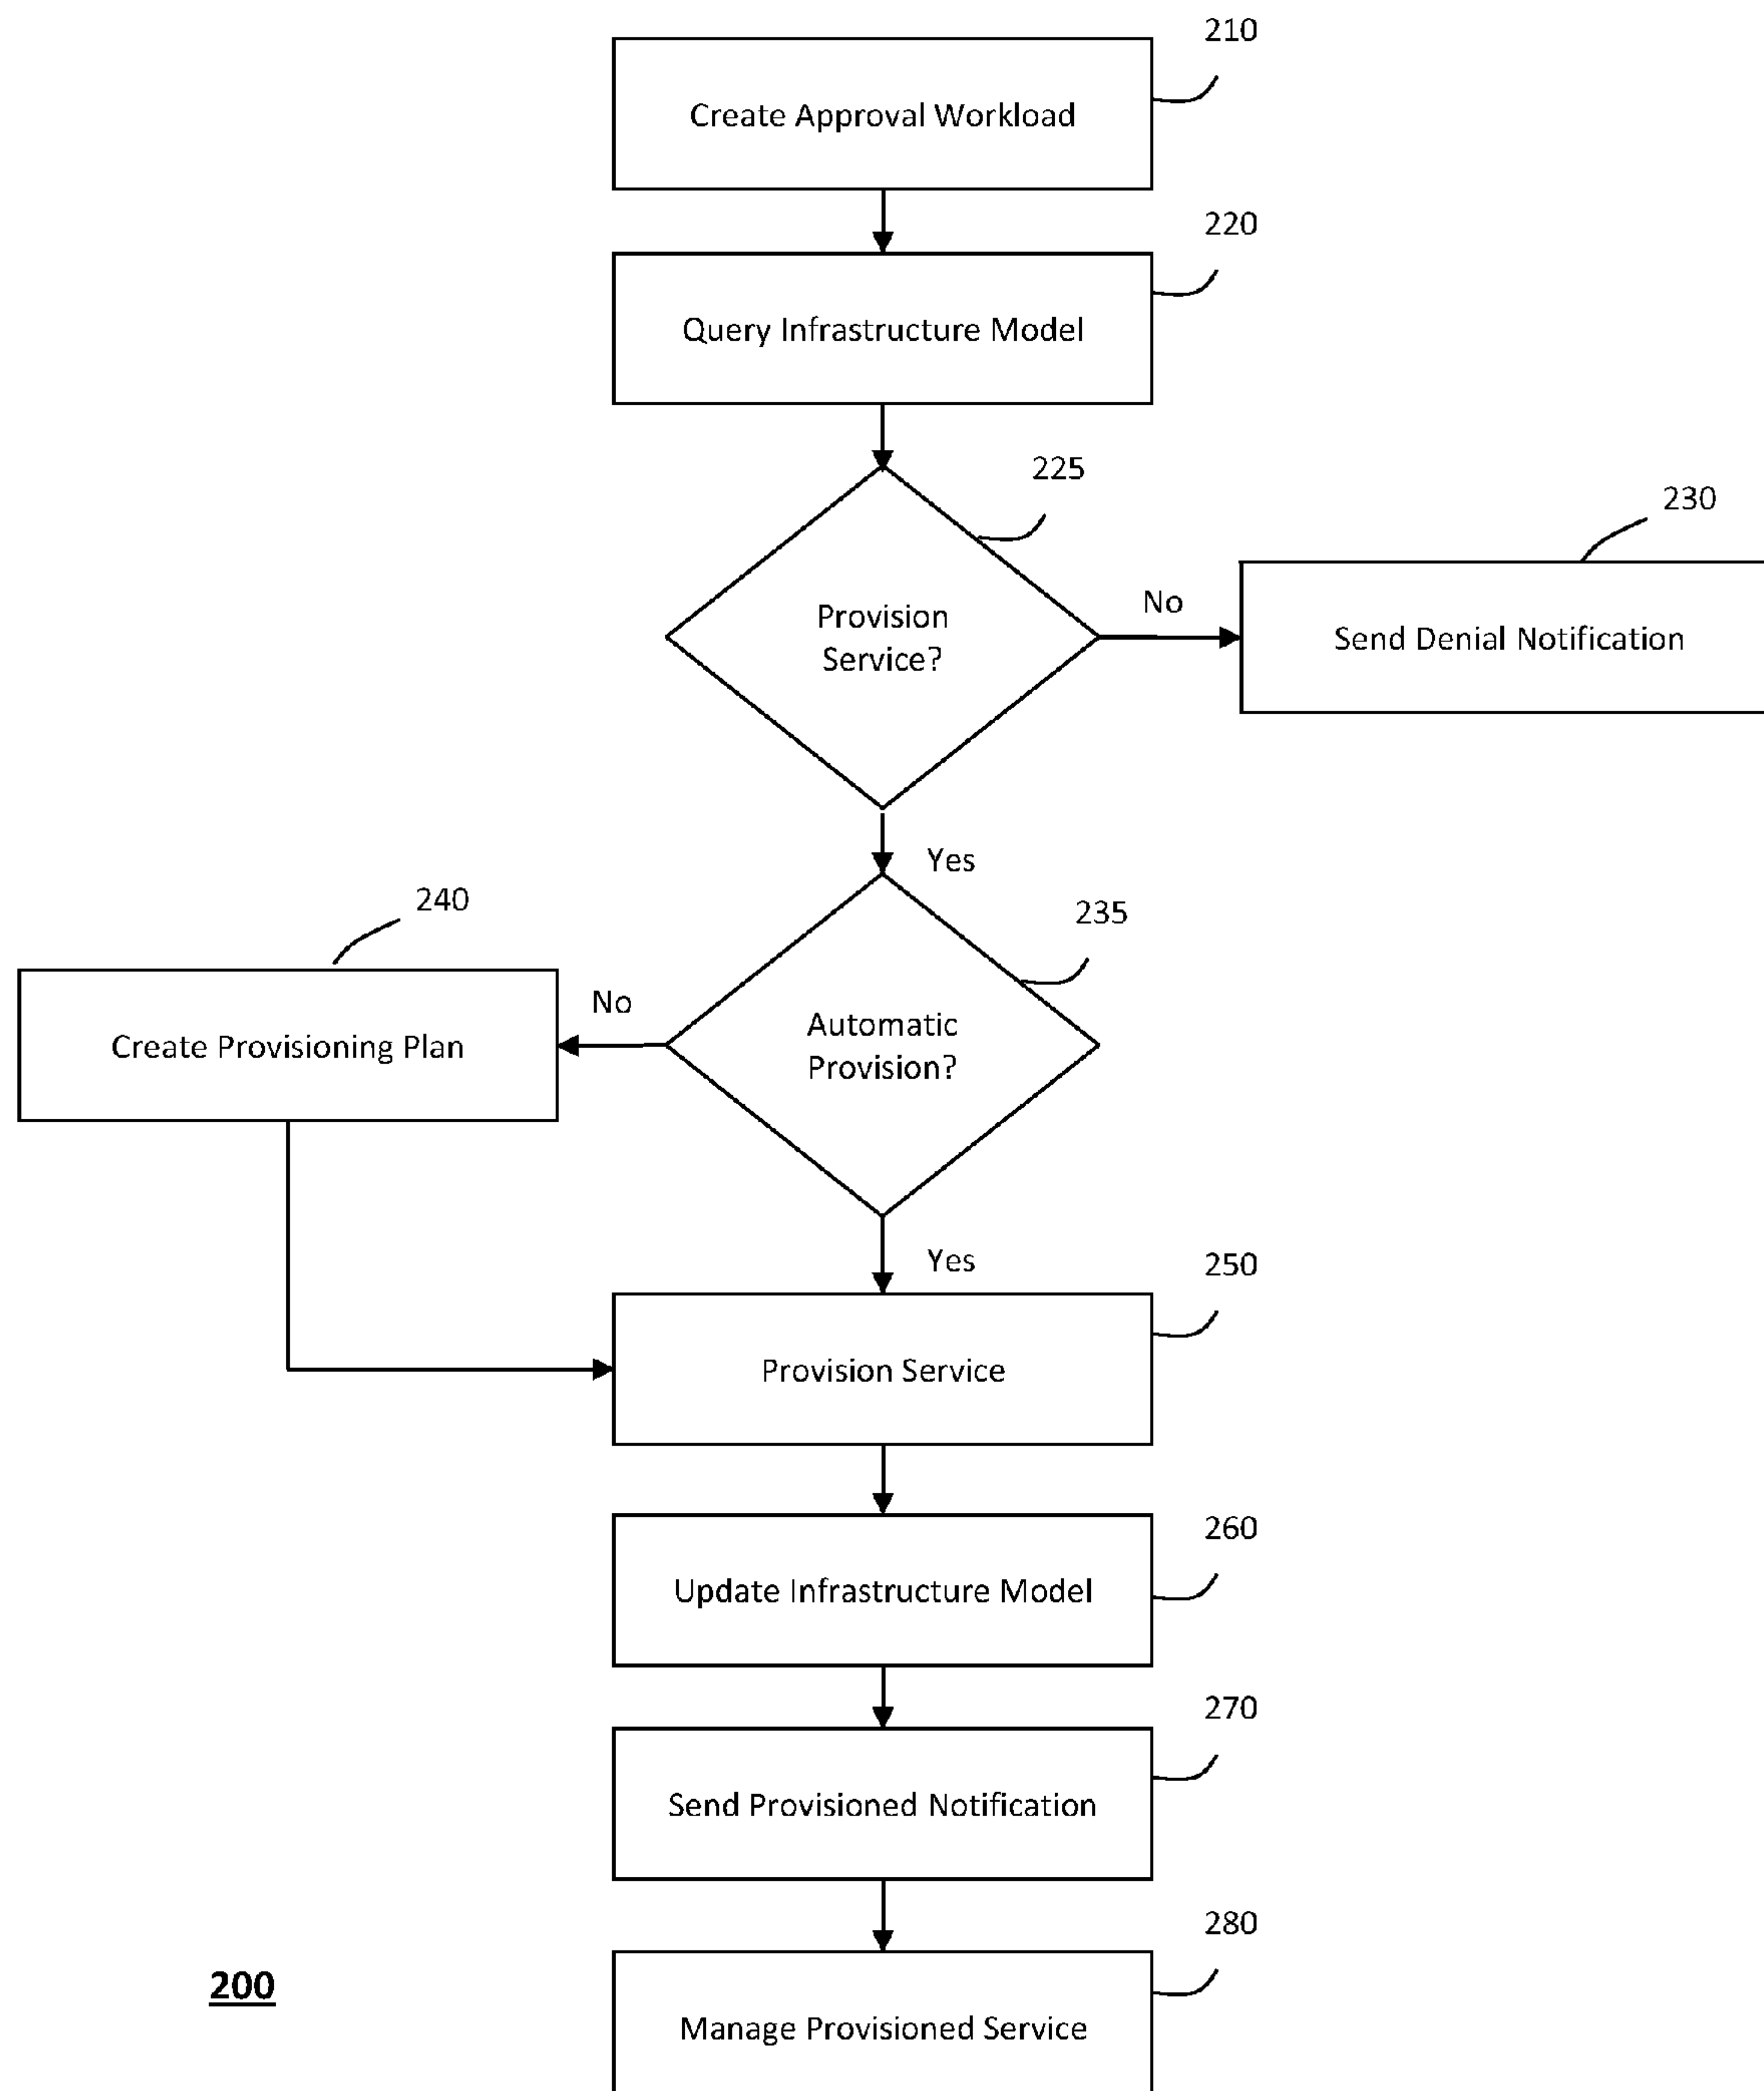 210
Create Approval Workload
220
Query Infrastructure Model
225
230
Provision
Service?
No
Send Denial Notification
Yes
240
235
No
Create Provisioning Plan
Automatic
Provision?
Yes
250
Provision Service
260
Update Infrastructure Model
270
Send Provisioned Notification
280
200
Manage Provisioned Service